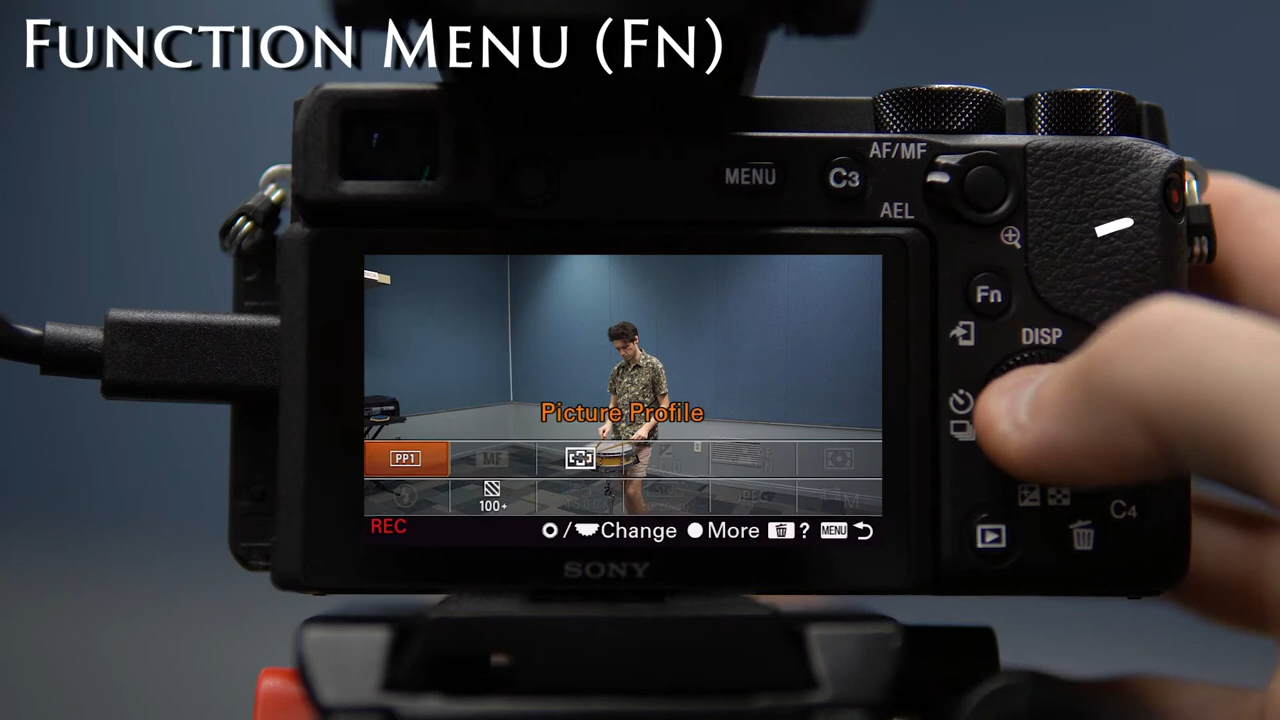 FUNCTION MENU (FN)
AF/MF
MENU
C3
AEL
Fn
DISP
Picture Profile
PP1
MF
100+
REC
/ Change More ? MENU
C4
SONY